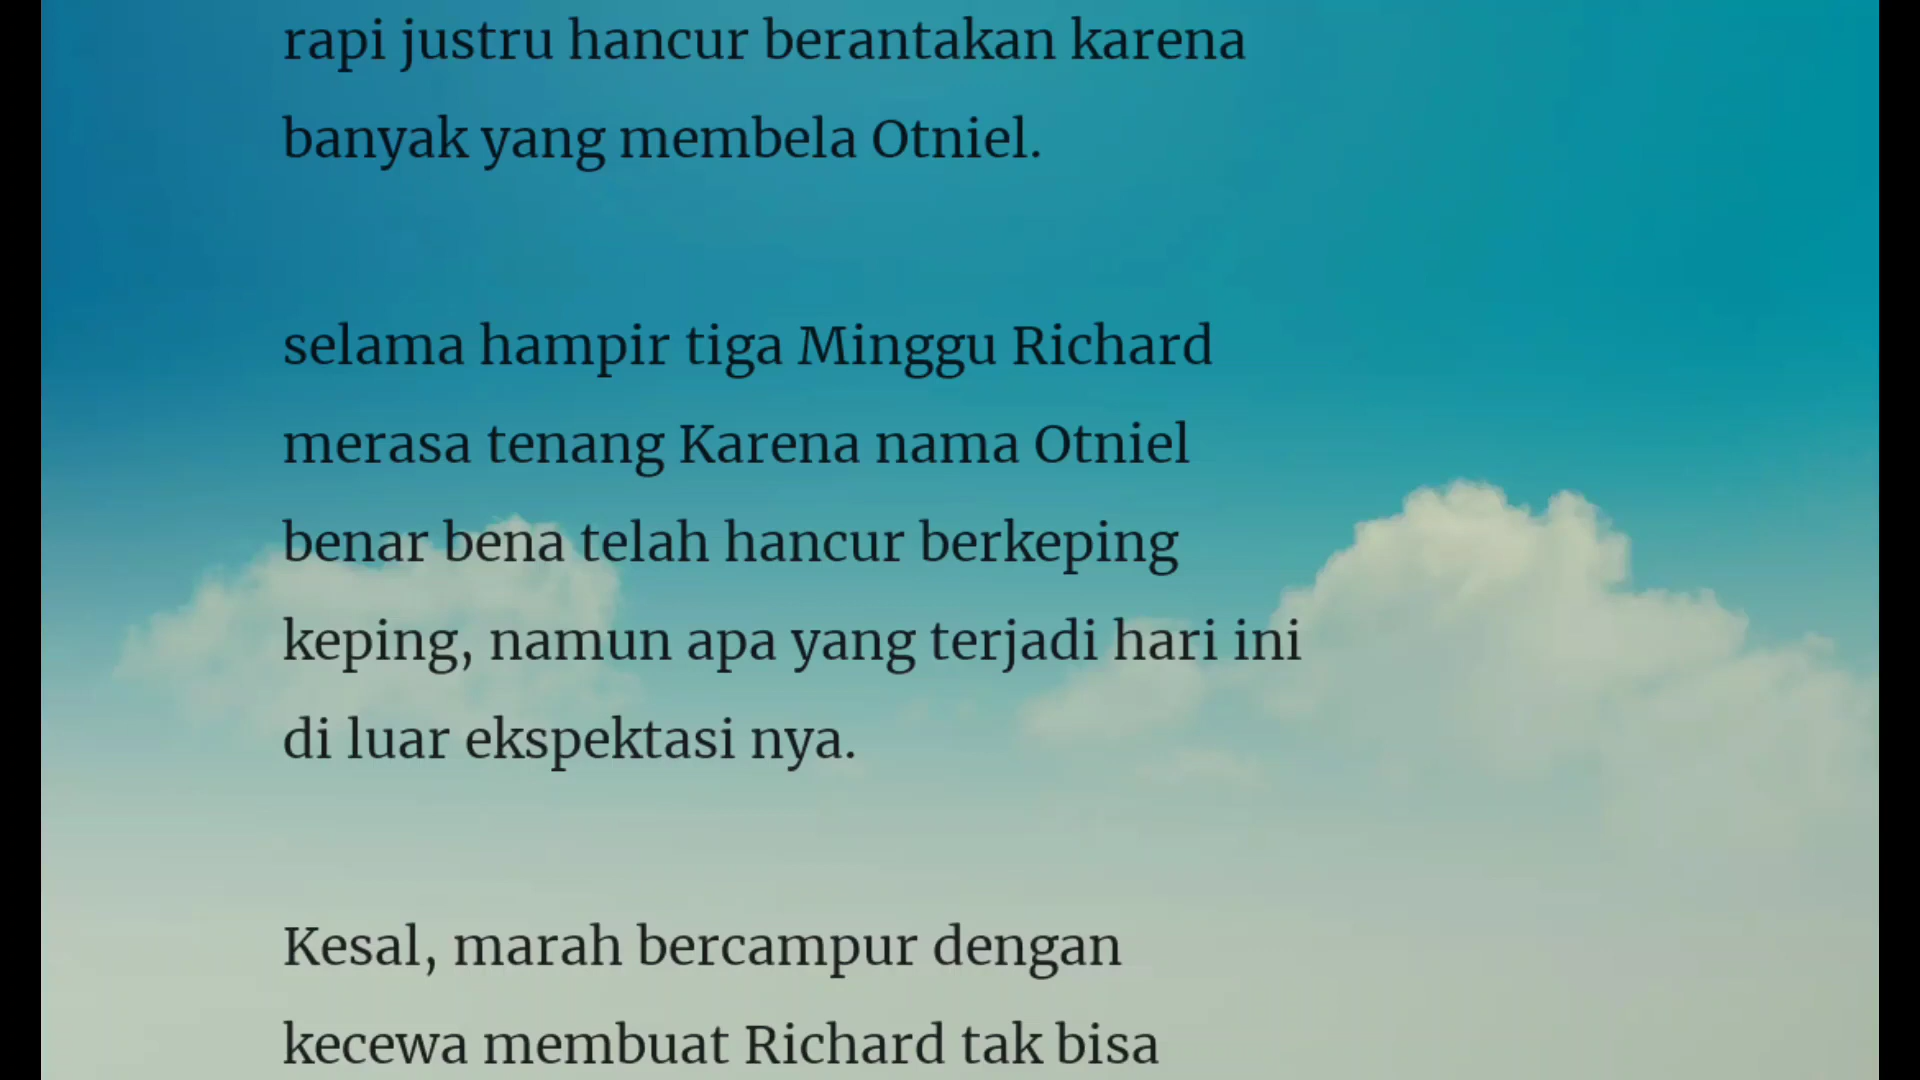 rapi justru hancur berantakan karena
banyak yang membela Otniel.
selama hampir tiga Minggu Richard
merasa tenang Karena nama Otniel
benar bena telah hancur berkeping
keping, namun apa yang terjadi hari ini
di luar ekspektasi nya.
Kesal, marah bercampur dengan
kecewa membuat Richard tak bisa